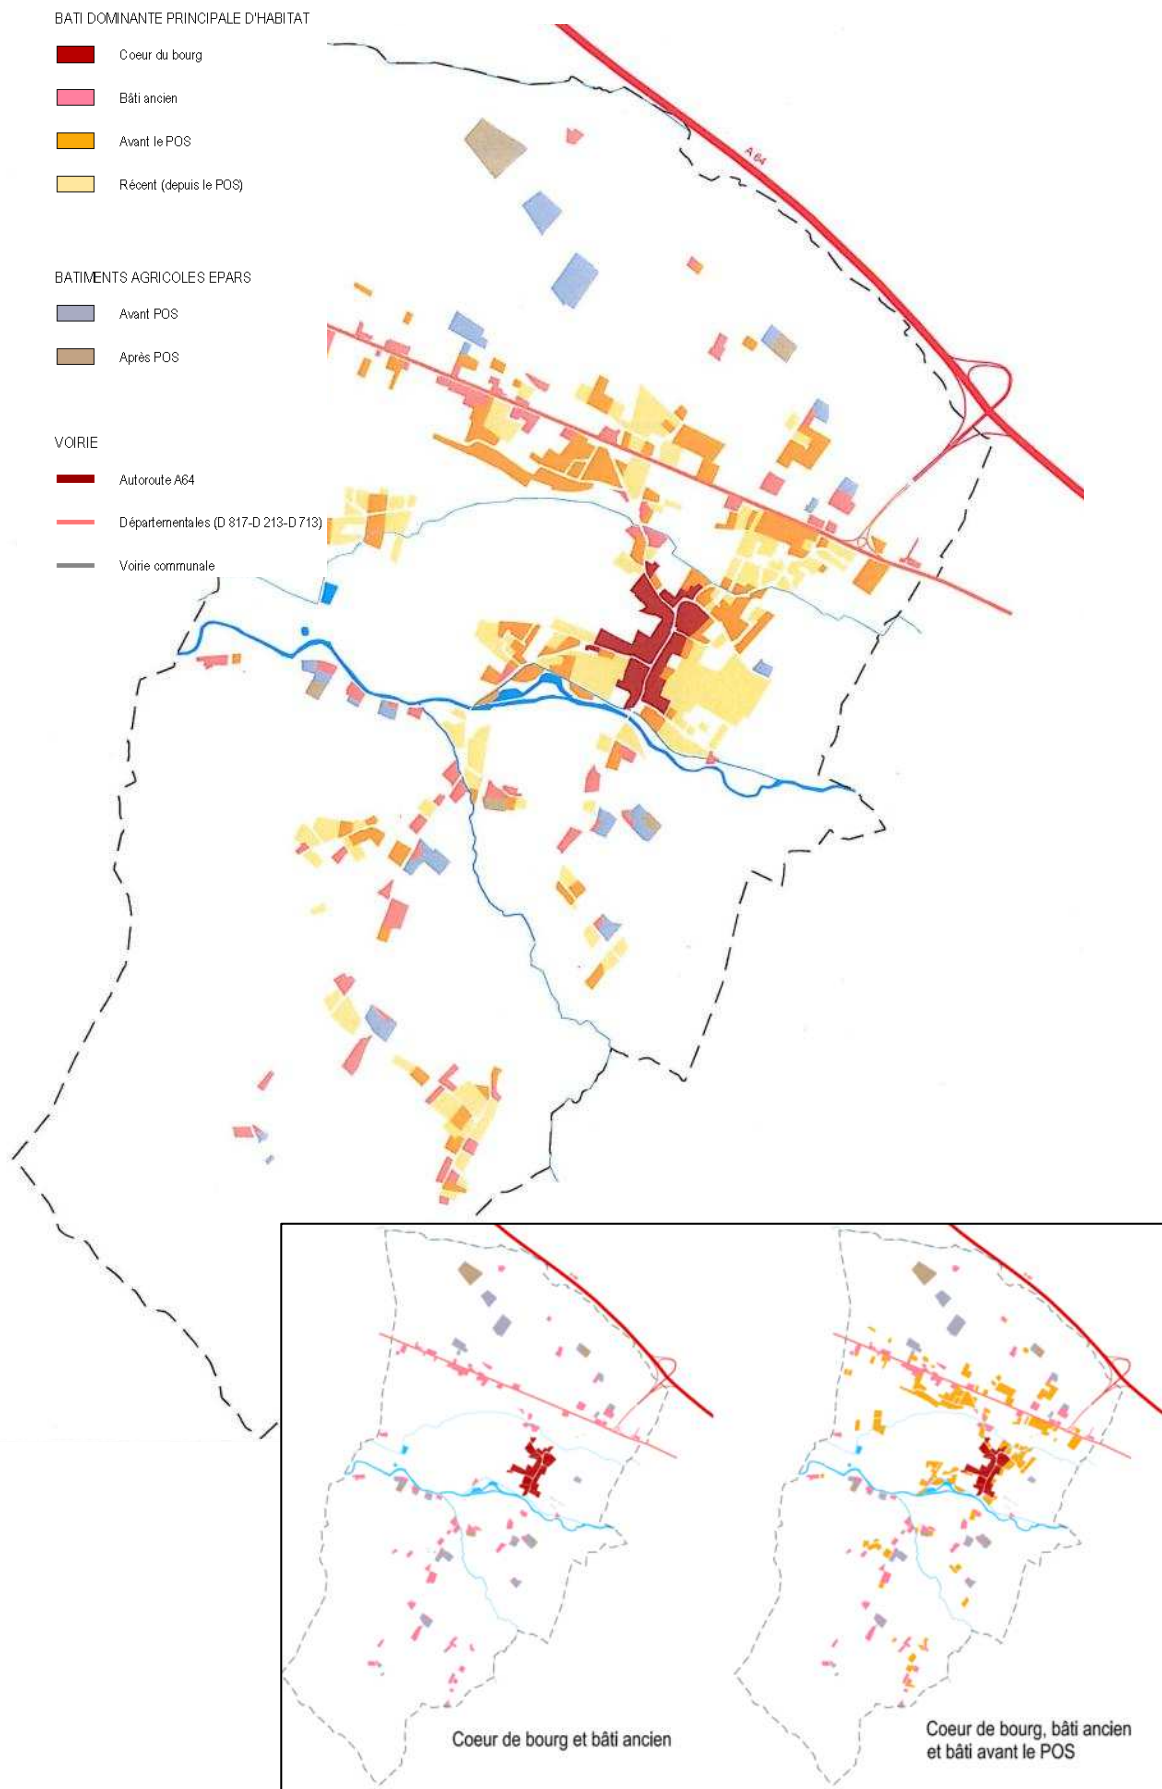 BATI DOMINANTE PRINCIPALE D'HABITAT
Coeur du bourg
Bâti ancien
Avant le POS
Récent (depuis le POS)
BATIMENTS AGRICOLES EPARS
Avant POS
Après POS
VOIRIE
Autoroute A64
Départementales (D 817-D 213-D 713)
Voirie communale
A 64
Coeur de bourg et bâti ancien
Coeur de bourg, bâti ancien
et bâti avant le POS